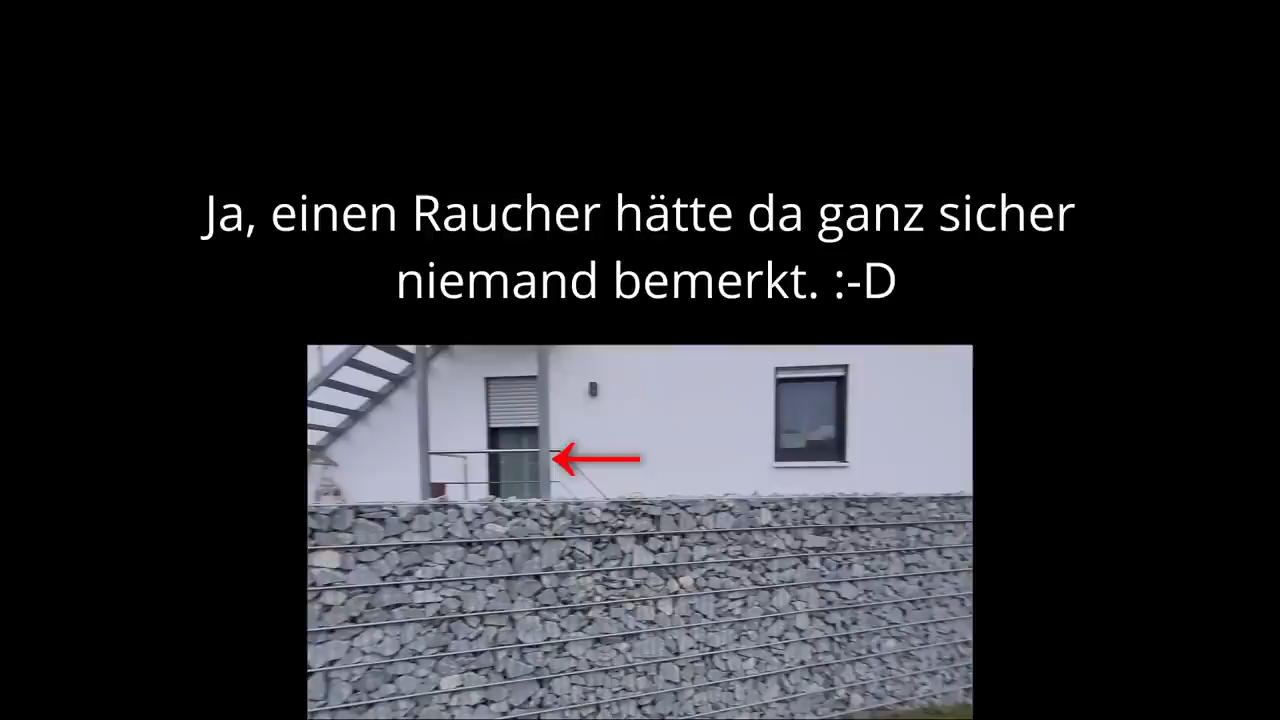 Ja, einen Raucher hätte da ganz sicher
niemand bemerkt. :-D